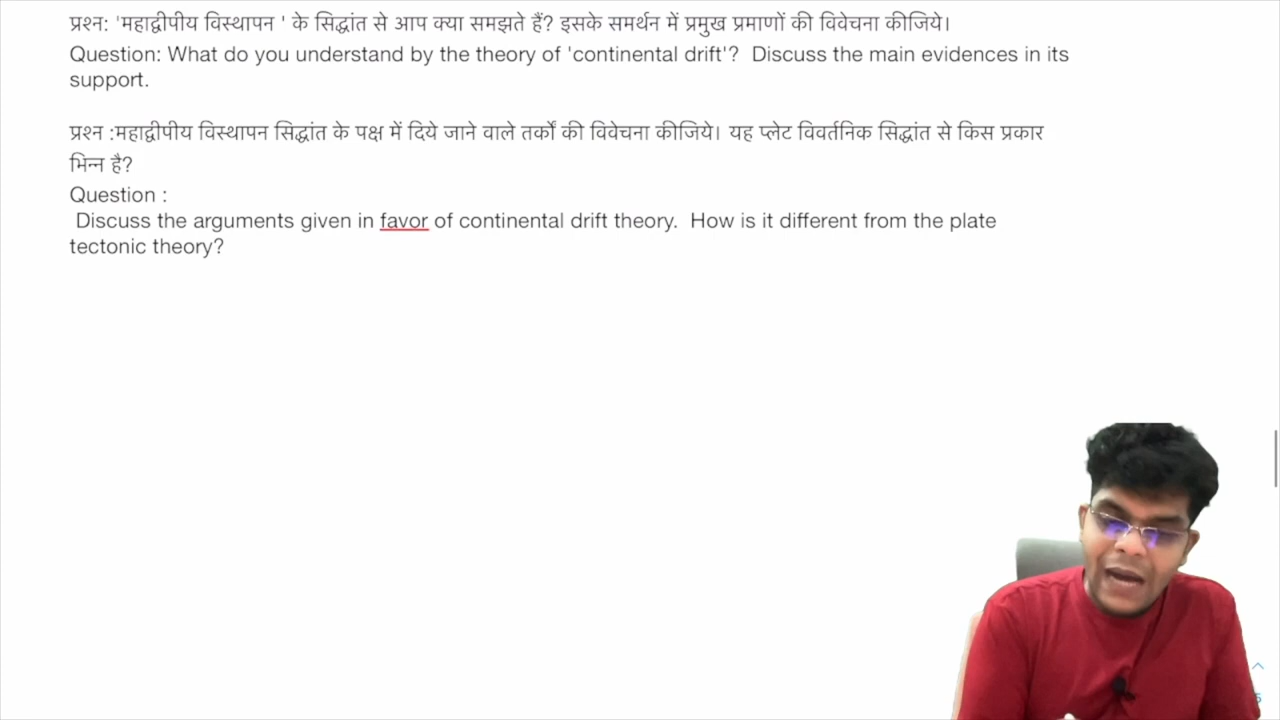 प्रश्न: 'महाद्वीपीय विस्थापन ' के सिद्धांत से आप क्या समझते हैं? इसके समर्थन में प्रमुख प्रमाणों की विवेचना कीजिये।
Question: What do you understand by the theory of 'continental drift'?  Discuss the main evidences in its
support.
प्रश्न :महाद्वीपीय विस्थापन सिद्धांत के पक्ष में दिये जाने वाले तर्कों की विवेचना कीजिये। यह प्लेट विवर्तनिक सिद्धांत से किस प्रकार
भिन्न है?
Question :
Discuss the arguments given in favor of continental drift theory.  How is it different from the plate
tectonic theory?